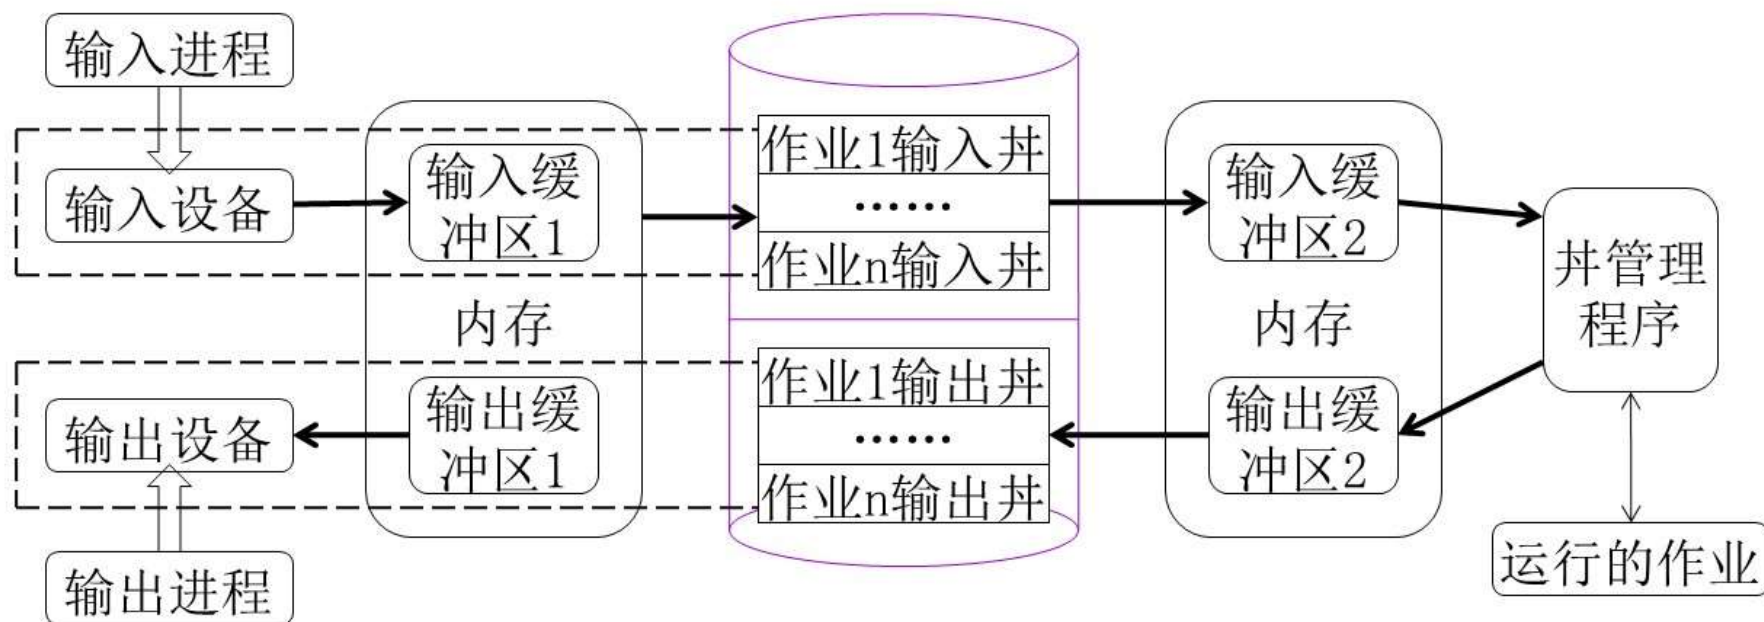 输入进程
输入设备
输入缓
冲区1
作业1输入井
......
作业n输入井
输入缓
冲区2
井管理
程序
内存
内存
输出设备
输出缓
冲区1
作业1输出井
......
作业n输出井
输出缓
冲区2
输出进程
运行的作业